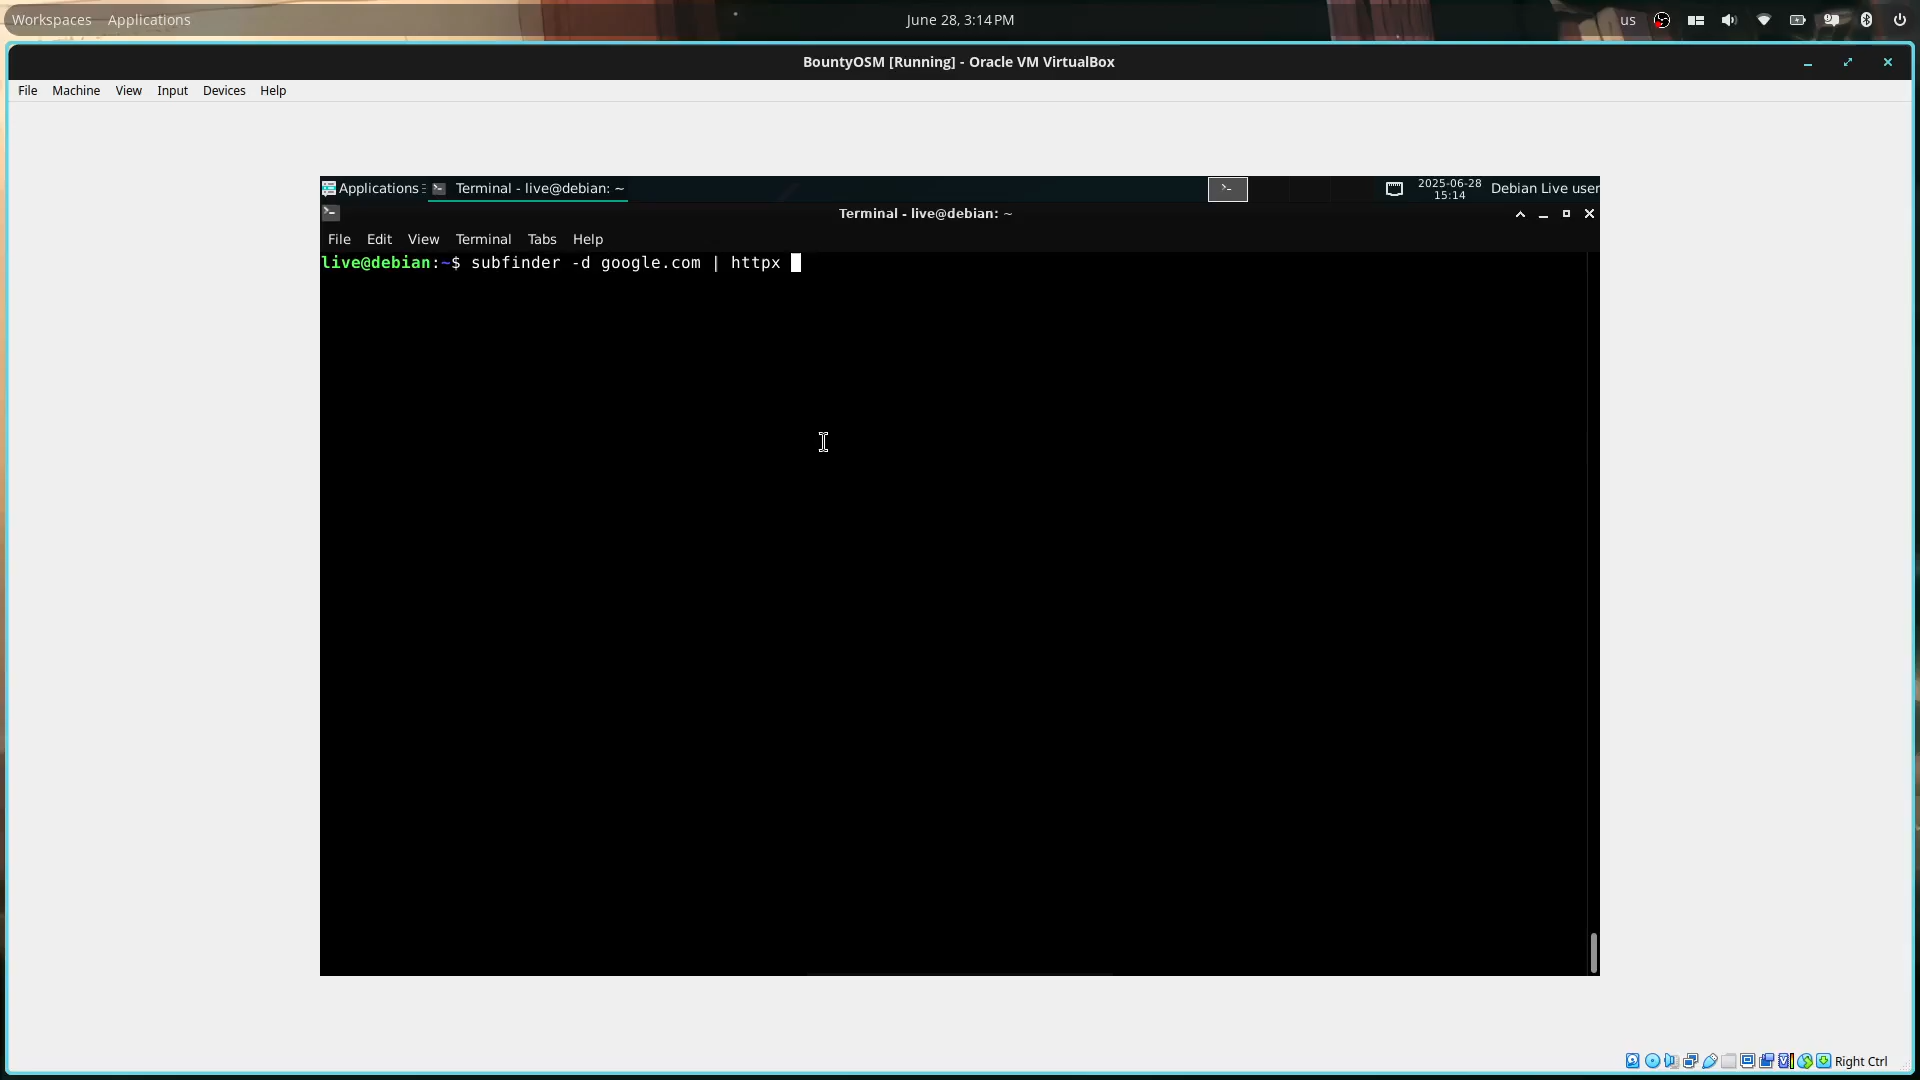 Workspaces Applications June 28, 3:14 PM us
BountyOSM [Running] - Oracle VM VirtualBox
File Machine View Input Devices Help
Applications Terminal - live@debian: ~ 2025-06-28 15:14 Debian Live user
Terminal - live@debian: ~
File Edit View Terminal Tabs Help
live@debian:~$ subfinder -d google.com | httpx
Right Ctrl